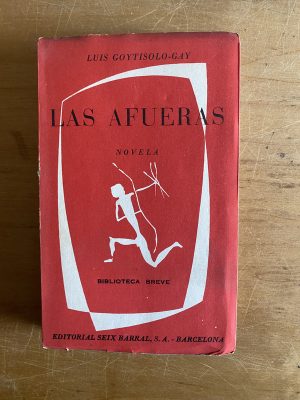 LUIS GOYTISOLO-GAY
LAS AFUERAS
NOVELA
BIBLIOTECA BREVE
EDITORIAL SEIX BARRAL, S. A. - BARCELONA